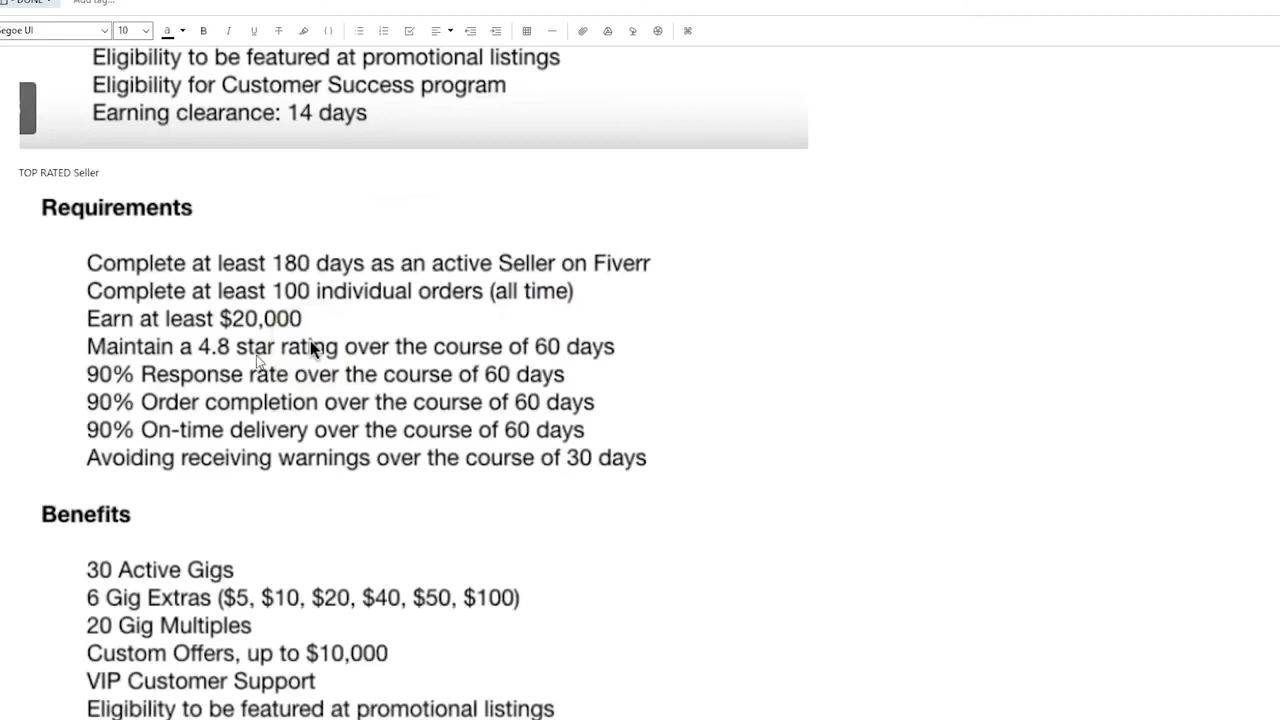 DONE
Add tag...
Segoe UI
10
Eligibility to be featured at promotional listings
Eligibility for Customer Success program
Earning clearance: 14 days
TOP RATED Seller
Requirements
Complete at least 180 days as an active Seller on Fiverr
Complete at least 100 individual orders (all time)
Earn at least $20,000
Maintain a 4.8 star rating over the course of 60 days
90% Response rate over the course of 60 days
90% Order completion over the course of 60 days
90% On-time delivery over the course of 60 days
Avoiding receiving warnings over the course of 30 days
Benefits
30 Active Gigs
6 Gig Extras ($5, $10, $20, $40, $50, $100)
20 Gig Multiples
Custom Offers, up to $10,000
VIP Customer Support
Eligibility to be featured at promotional listings